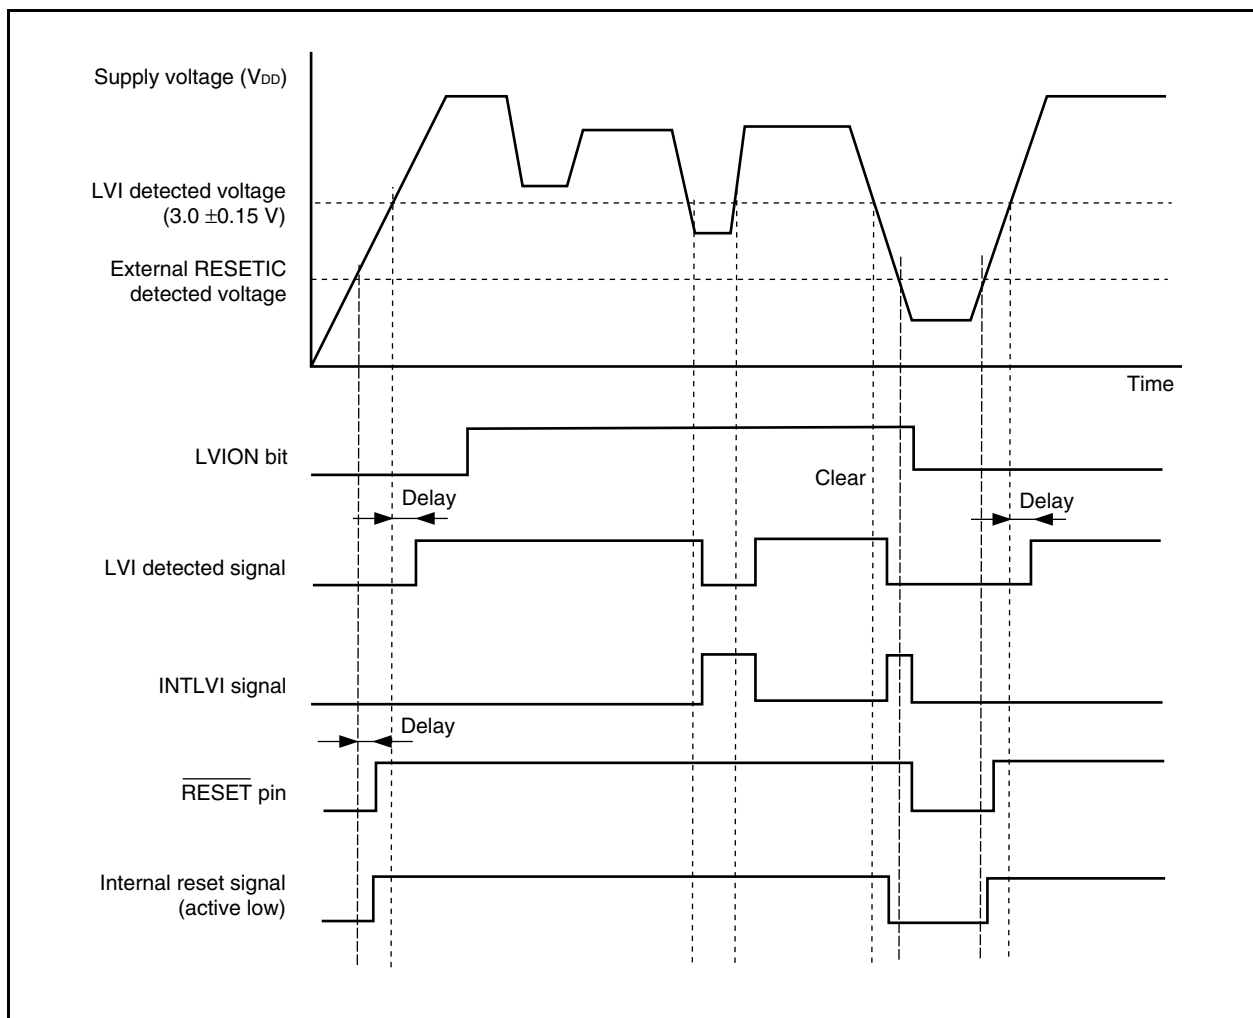 Supply voltage (VDD)
LVI detected voltage
(3.0 ±0.15 V)
External RESETIC
detected voltage
Time
LVION bit
Clear
Delay
Delay
LVI detected signal
INTLVI signal
Delay
RESET pin
Internal reset signal
(active low)